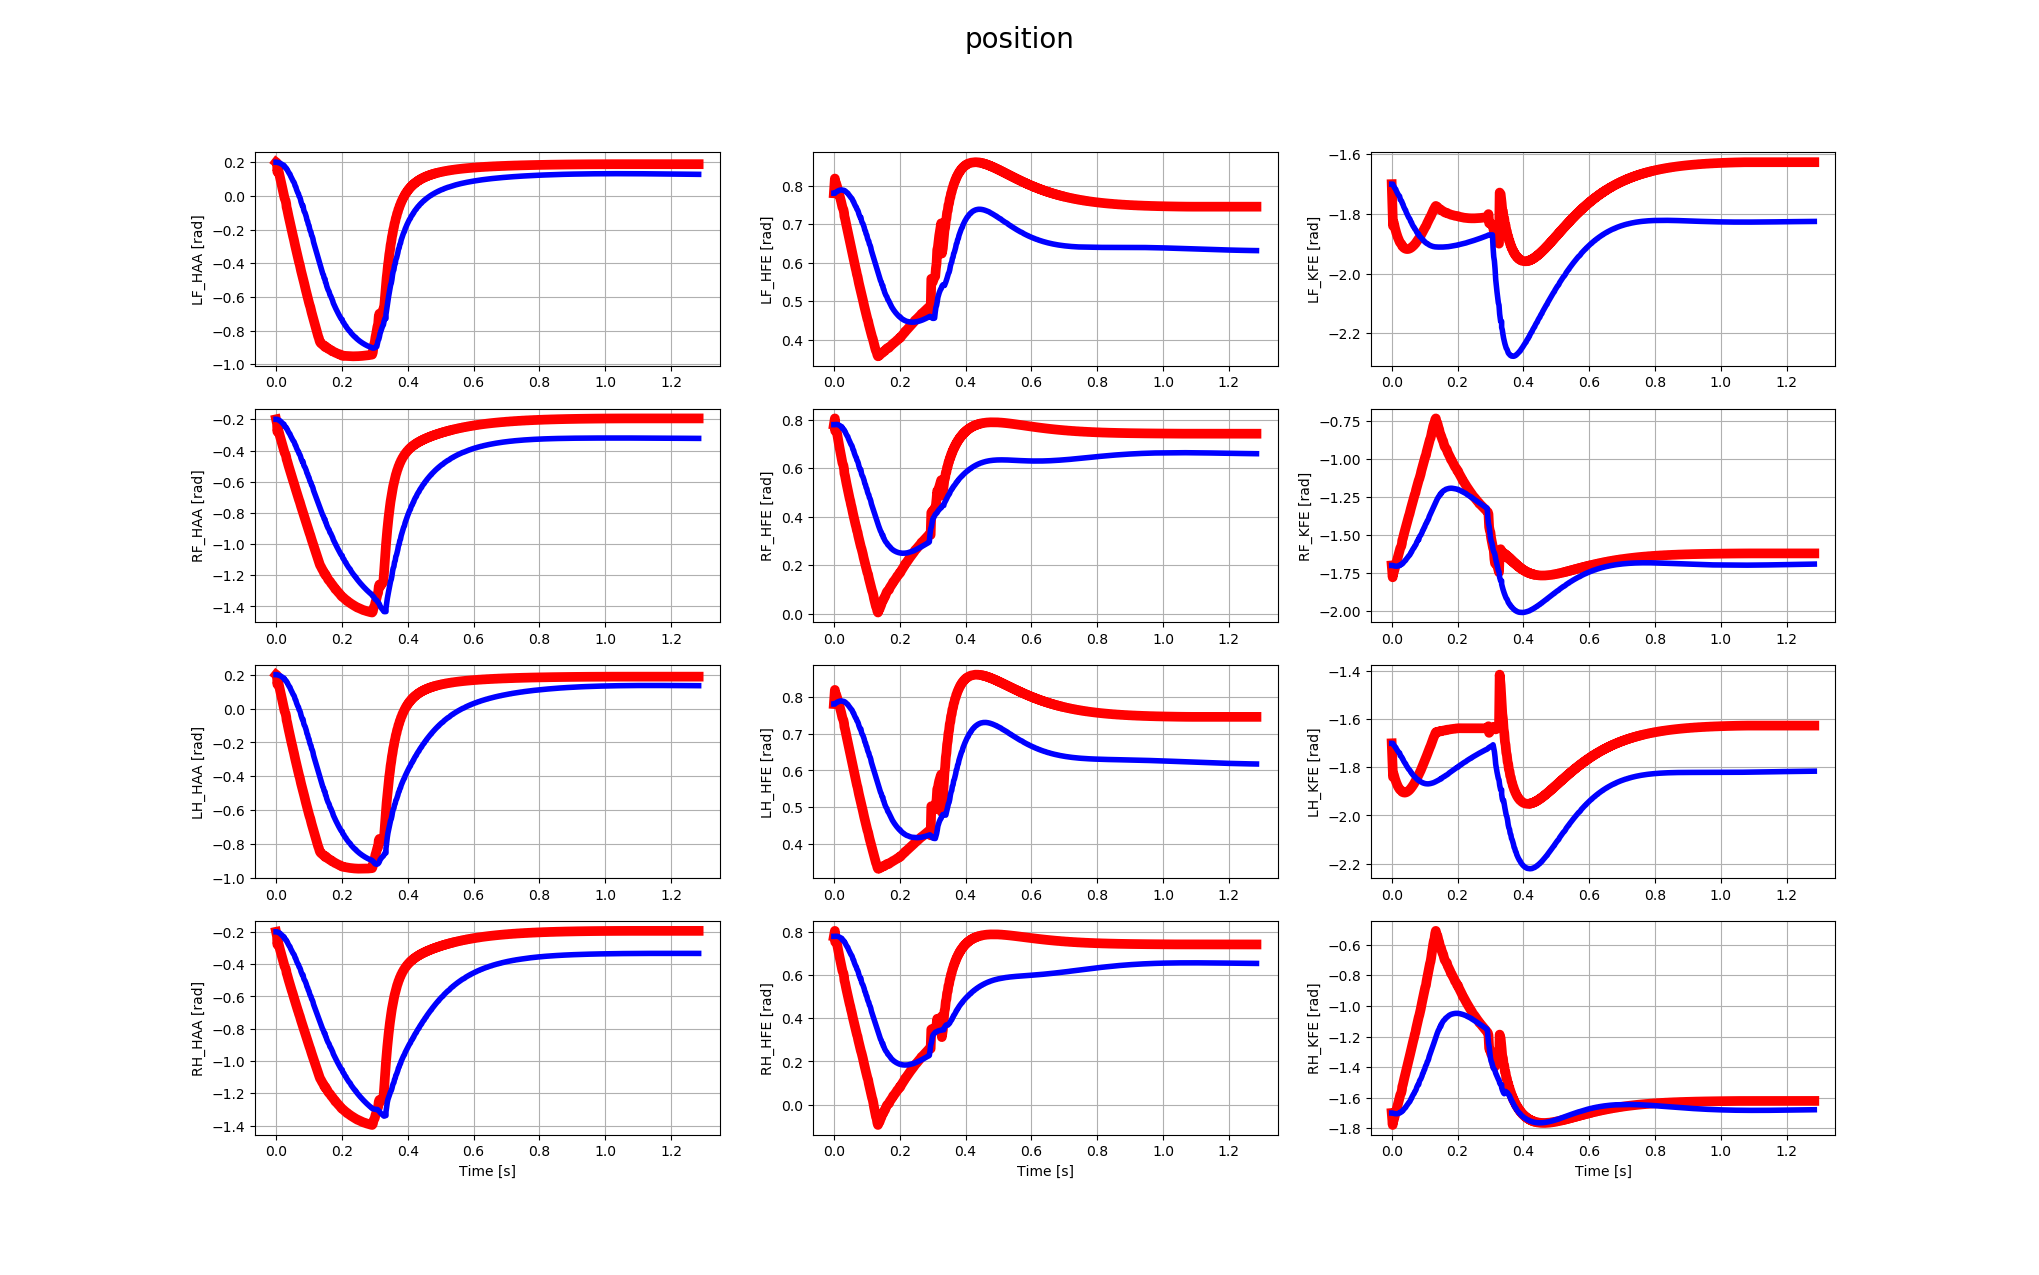 position
LF_HAA [rad]
0.2
0.0
−0.2
−0.4
−0.6
−0.8
−1.0
0.0 0.2 0.4 0.6 0.8 1.0 1.2
LF_HFE [rad]
0.8
0.7
0.6
0.5
0.4
0.0 0.2 0.4 0.6 0.8 1.0 1.2
LF_KFE [rad]
−1.6
−1.8
−2.0
−2.2
0.0 0.2 0.4 0.6 0.8 1.0 1.2
RF_HAA [rad]
−0.2
−0.4
−0.6
−0.8
−1.0
−1.2
−1.4
0.0 0.2 0.4 0.6 0.8 1.0 1.2
RF_HFE [rad]
0.8
0.6
0.4
0.2
0.0
0.0 0.2 0.4 0.6 0.8 1.0 1.2
RF_KFE [rad]
−0.75
−1.00
−1.25
−1.50
−1.75
−2.00
0.0 0.2 0.4 0.6 0.8 1.0 1.2
LH_HAA [rad]
0.2
0.0
−0.2
−0.4
−0.6
−0.8
−1.0
0.0 0.2 0.4 0.6 0.8 1.0 1.2
LH_HFE [rad]
0.8
0.7
0.6
0.5
0.4
0.0 0.2 0.4 0.6 0.8 1.0 1.2
LH_KFE [rad]
−1.4
−1.6
−1.8
−2.0
−2.2
0.0 0.2 0.4 0.6 0.8 1.0 1.2
RH_HAA [rad]
−0.2
−0.4
−0.6
−0.8
−1.0
−1.2
−1.4
0.0 0.2 0.4 0.6 0.8 1.0 1.2
Time [s]
RH_HFE [rad]
0.8
0.6
0.4
0.2
0.0
0.0 0.2 0.4 0.6 0.8 1.0 1.2
Time [s]
RH_KFE [rad]
−0.6
−0.8
−1.0
−1.2
−1.4
−1.6
−1.8
0.0 0.2 0.4 0.6 0.8 1.0 1.2
Time [s]